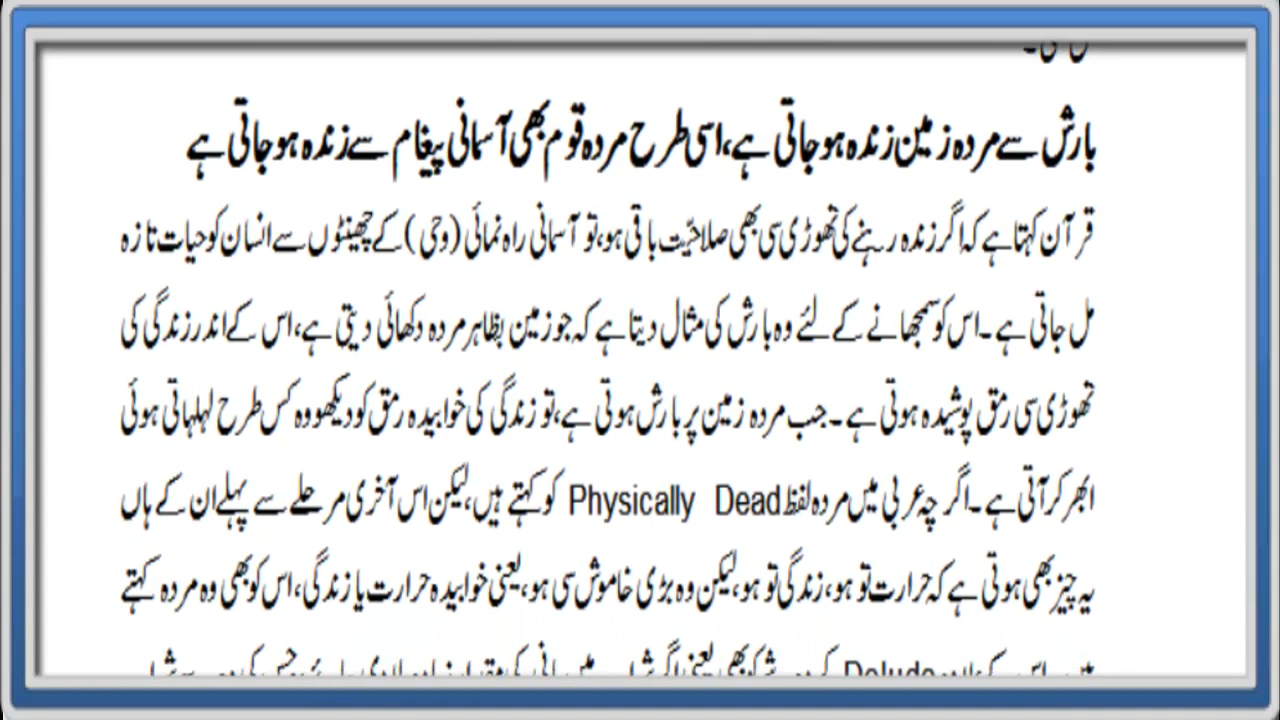 بارش سے مردہ زمین زندہ ہو جاتی ہے، اسی طرح مردہ قوم بھی آسمانی پیغام سے زندہ ہو جاتی ہے
قرآن کہتا ہے کہ اگر زندہ رہنے کی تھوڑی سی بھی صلاحیّت باقی ہو، تو آسمانی راہ نمائی (وحی) کے چھینٹوں سے انسان کو حیات تازہ
مل جاتی ہے۔ اس کو سمجھانے کے لئے وہ بارش کی مثال دیتا ہے کہ جو زمین بظاہر مردہ دکھائی دیتی ہے، اس کے اندر زندگی کی
تھوڑی سی رمق پوشیدہ ہوتی ہے۔ جب مردہ زمین پر بارش ہوتی ہے، تو زندگی کی خوابیدہ رمق کو دیکھو وہ کس طرح لہلہاتی ہوئی
ابھر کر آتی ہے۔ اگر چہ عربی میں مردہ لفظ Physically Dead کو کہتے ہیں، لیکن اس آخری مرحلے سے پہلے ان کے ہاں
یہ چیز بھی ہوتی ہے کہ حرارت تو ہو، زندگی تو ہو، لیکن وہ بڑی خاموش سی ہو، یعنی خوابیدہ حرارت یا زندگی، اس کو بھی وہ مردہ کہتے